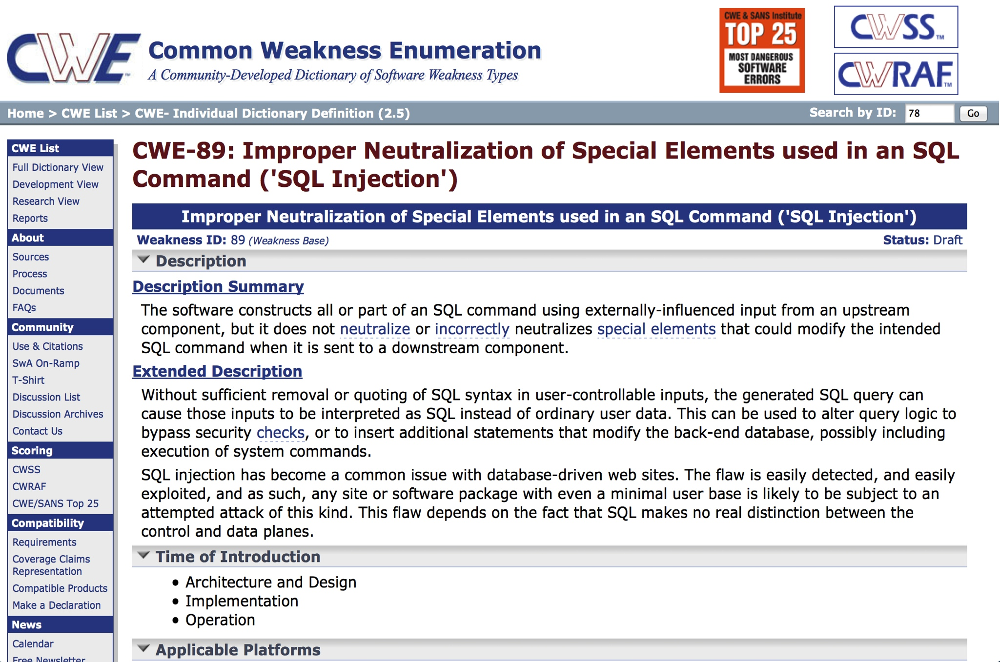 CWE™
Common Weakness Enumeration
A Community-Developed Dictionary of Software Weakness Types
CWE & SANS Institute
TOP 25
MOST DANGEROUS
SOFTWARE
ERRORS
CWSS™
CWRAF™
Home > CWE List > CWE- Individual Dictionary Definition (2.5)
Search by ID: 78 Go
CWE List
Full Dictionary View
Development View
Research View
Reports
About
Sources
Process
Documents
FAQs
Community
Use & Citations
SwA On-Ramp
T-Shirt
Discussion List
Discussion Archives
Contact Us
Scoring
CWSS
CWRAF
CWE/SANS Top 25
Compatibility
Requirements
Coverage Claims
Representation
Compatible Products
Make a Declaration
News
Calendar
Free Newsletter
CWE-89: Improper Neutralization of Special Elements used in an SQL
Command ('SQL Injection')
Improper Neutralization of Special Elements used in an SQL Command ('SQL Injection')
Weakness ID: 89 (Weakness Base) Status: Draft
Description
Description Summary
The software constructs all or part of an SQL command using externally-influenced input from an upstream
component, but it does not neutralize or incorrectly neutralizes special elements that could modify the intended
SQL command when it is sent to a downstream component.
Extended Description
Without sufficient removal or quoting of SQL syntax in user-controllable inputs, the generated SQL query can
cause those inputs to be interpreted as SQL instead of ordinary user data. This can be used to alter query logic to
bypass security checks, or to insert additional statements that modify the back-end database, possibly including
execution of system commands.
SQL injection has become a common issue with database-driven web sites. The flaw is easily detected, and easily
exploited, and as such, any site or software package with even a minimal user base is likely to be subject to an
attempted attack of this kind. This flaw depends on the fact that SQL makes no real distinction between the
control and data planes.
Time of Introduction
• Architecture and Design
• Implementation
• Operation
Applicable Platforms